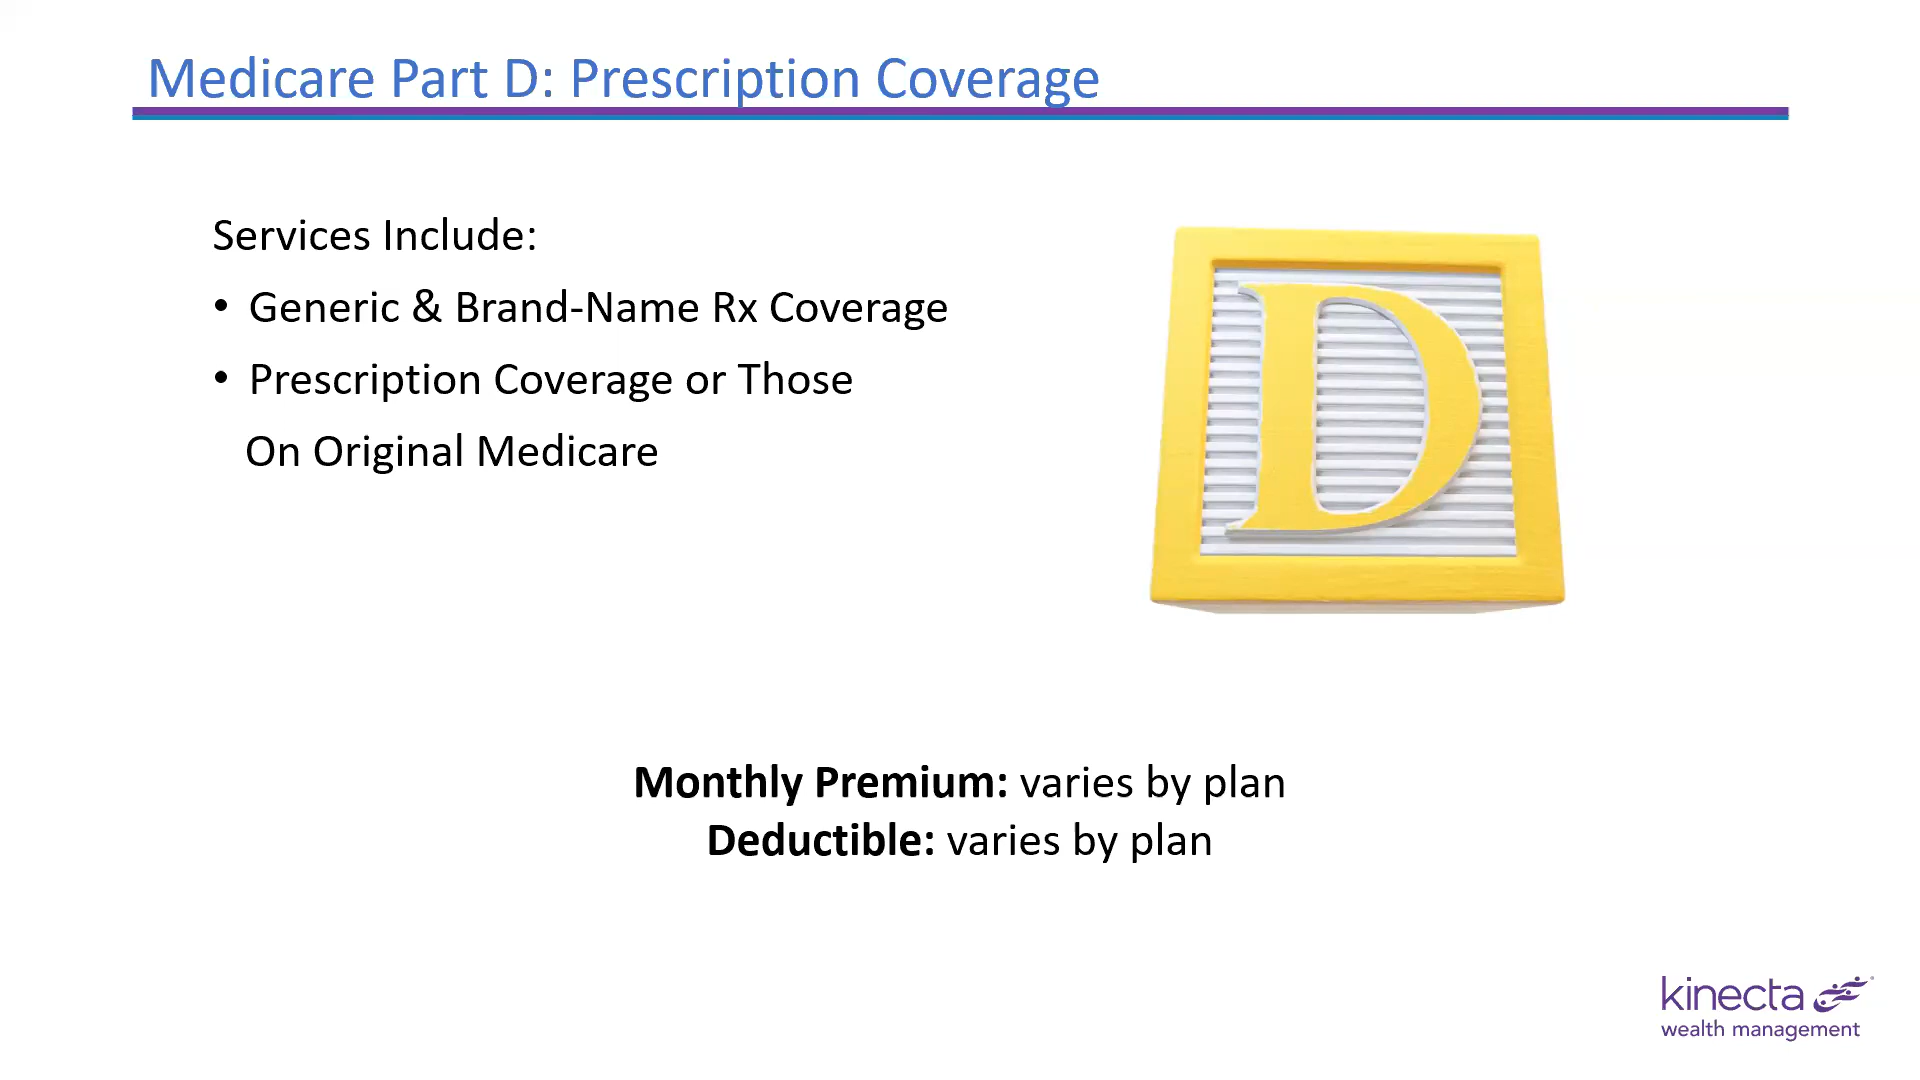 Medicare Part D: Prescription Coverage
Services Include:
• Generic & Brand-Name Rx Coverage
• Prescription Coverage or Those
On Original Medicare
D
Monthly Premium: varies by plan
Deductible: varies by plan
kinecta
wealth management